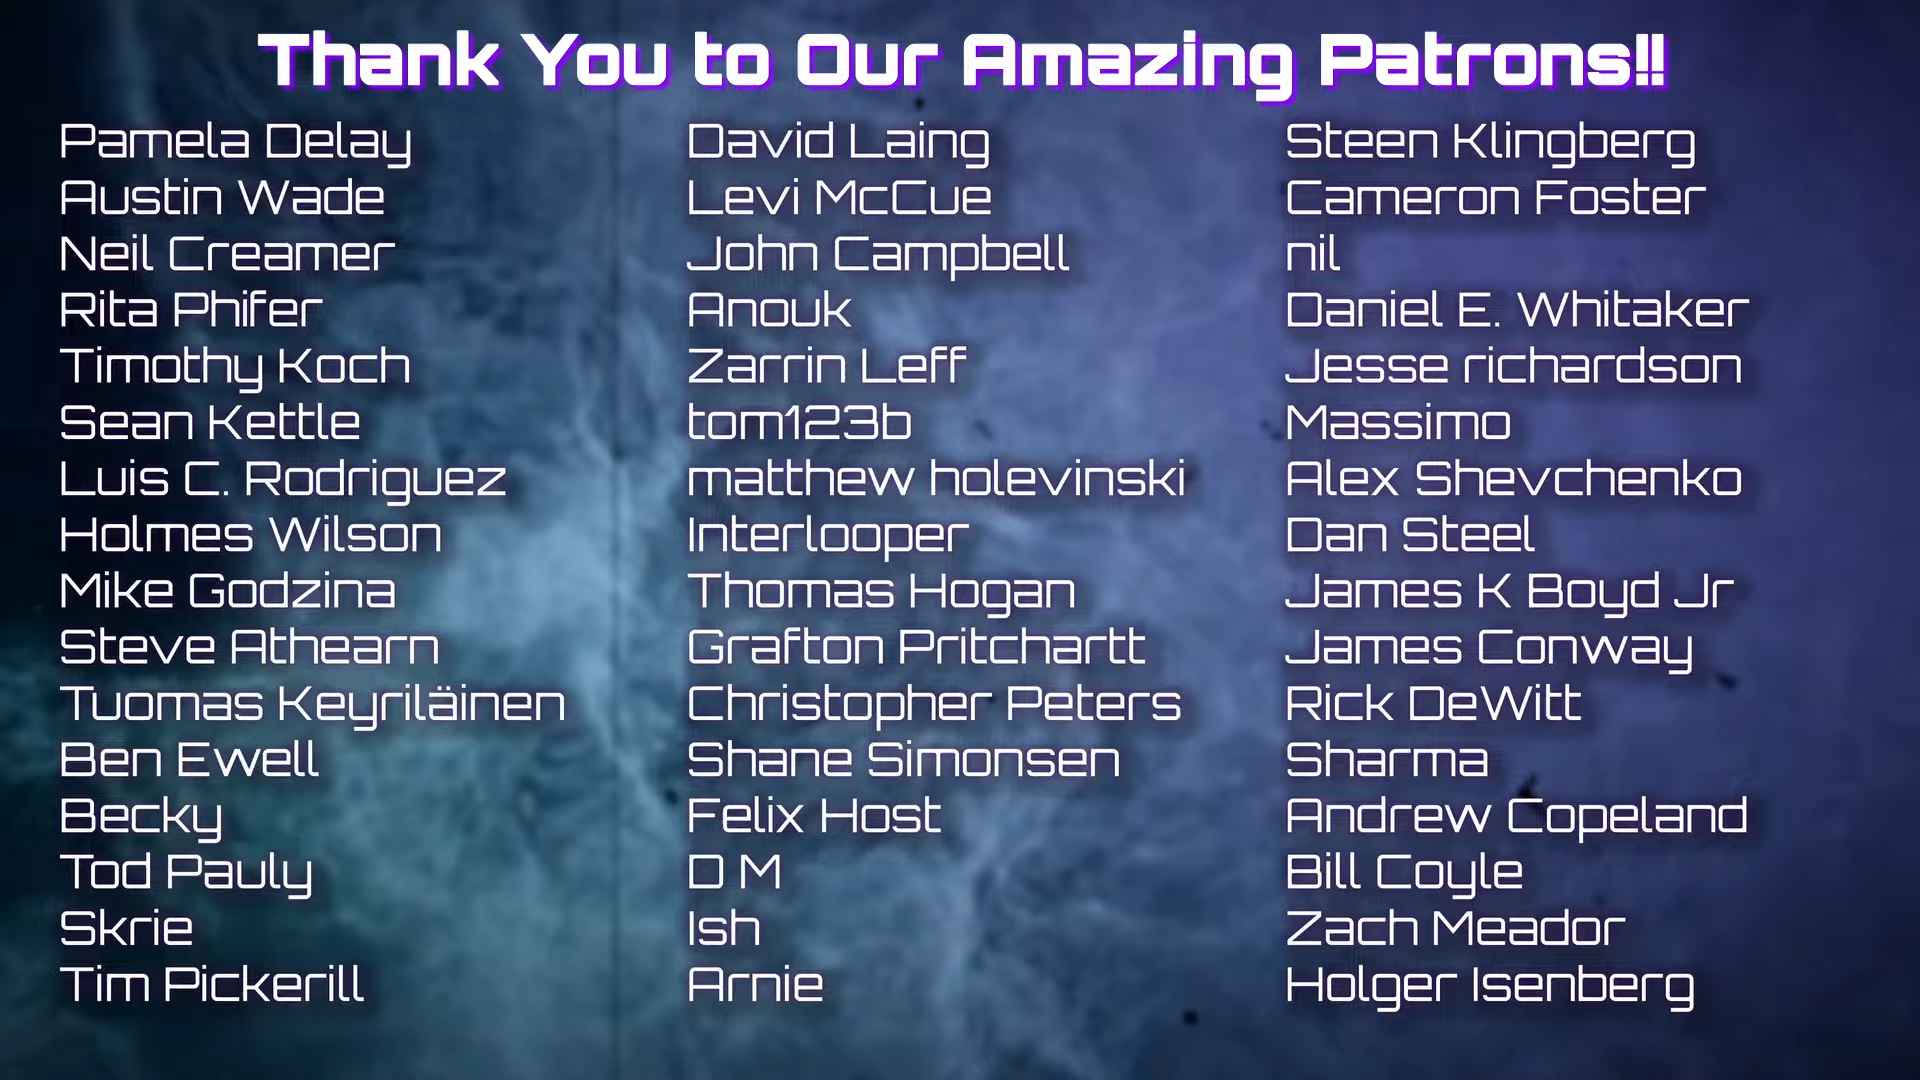 Thank You to Our Amazing Patrons!!
Pamela Delay
Austin Wade
Neil Creamer
Rita Phifer
Timothy Koch
Sean Kettle
Luis C. Rodriguez
Holmes Wilson
Mike Godzina
Steve Athearn
Tuomas Keyriläinen
Ben Ewell
Becky
Tod Pauly
Skrie
Tim Pickerill
David Laing
Levi McCue
John Campbell
Anouk
Zarrin Leff
tom123b
matthew holevinski
Interlooper
Thomas Hogan
Grafton Pritchartt
Christopher Peters
Shane Simonsen
Felix Host
D M
Ish
Arnie
Steen Klingberg
Cameron Foster
nil
Daniel E. Whitaker
Jesse richardson
Massimo
Alex Shevchenko
Dan Steel
James K Boyd Jr
James Conway
Rick DeWitt
Sharma
Andrew Copeland
Bill Coyle
Zach Meador
Holger Isenberg